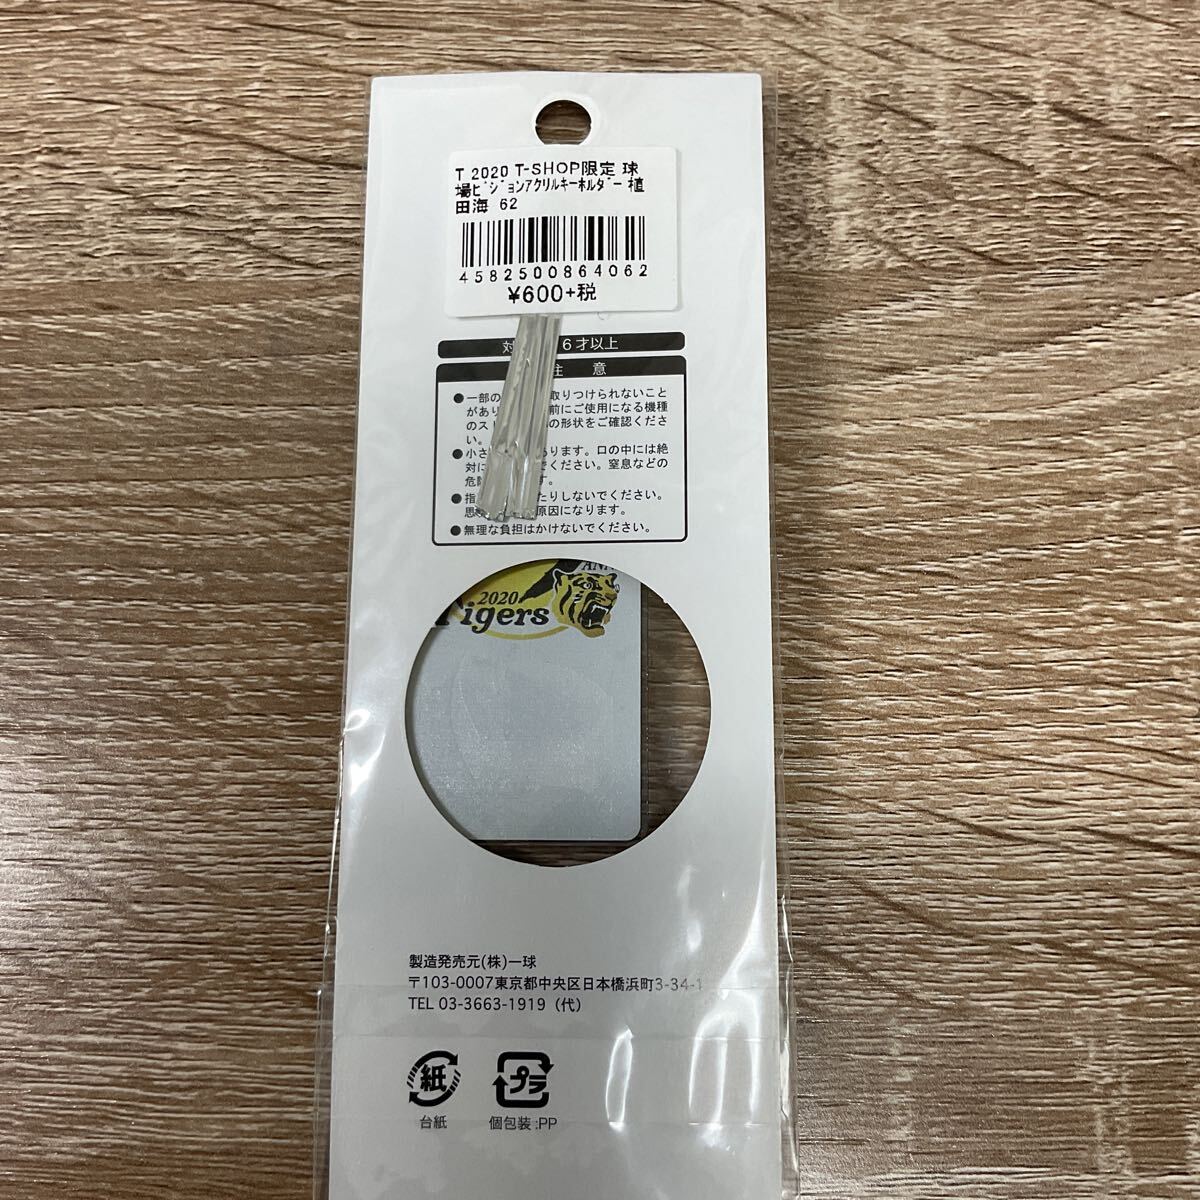 T 2020 T-SHOP限定 球
場ﾋﾞｼﾞｮﾝｱｸﾘﾙｷｰﾎﾙﾀﾞｰ 植
田海 62
4582500864062
¥600+税
対 6才以上
注 意
●一部の 取りつけられないこと
があり 前にご使用になる機種
のスト の形状をご確認くださ
い。
●小さ あります。口の中には絶
対に でください。窒息などの
危険 す。
●指 たりしないでください。
思 原因になります。
●無理な負担はかけないでください。
ANN
2020
Tigers
製造発売元(株)一球
〒103-0007東京都中央区日本橋浜町3-34-1
TEL 03-3663-1919（代）
紙
プラ
台紙
個包装:PP